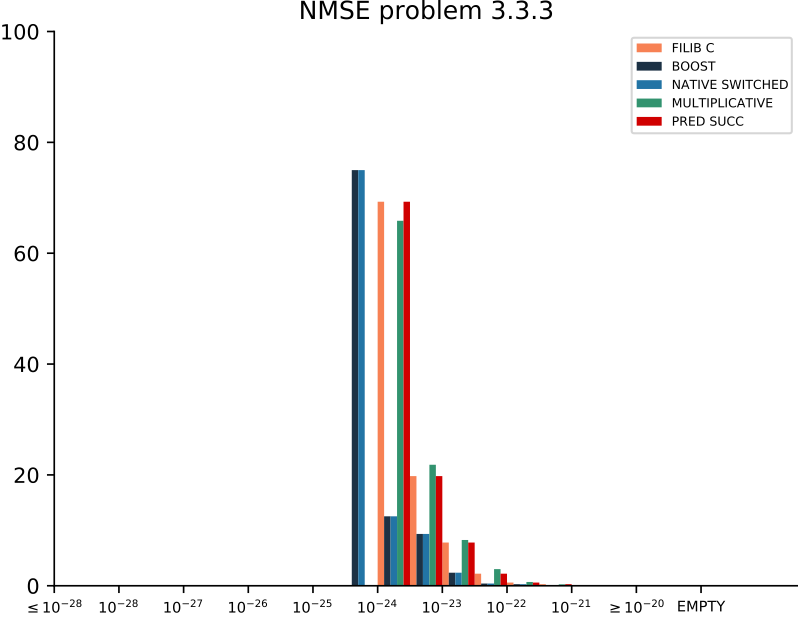 NMSE problem 3.3.3
100
80
60
40
20
0
FILIB C
BOOST
NATIVE SWITCHED
MULTIPLICATIVE
PRED SUCC
≤10⁻²⁸ 10⁻²⁸ 10⁻²⁷ 10⁻²⁶ 10⁻²⁵ 10⁻²⁴ 10⁻²³ 10⁻²² 10⁻²¹ ≥10⁻²⁰ EMPTY